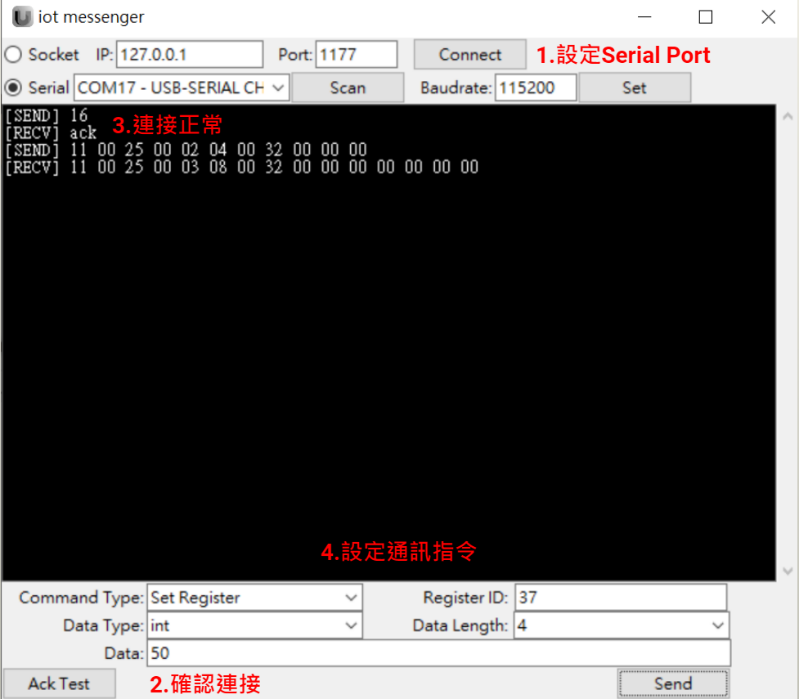 iot messenger
Socket IP: 127.0.0.1 Port: 1177 Connect 1.設定Serial Port
Serial COM17 - USB-SERIAL CH Scan Baudrate: 115200 Set
[SEND] 16
[RECV] ack 3.連接正常
[SEND] 11 00 25 00 02 04 00 32 00 00 00
[RECV] 11 00 25 00 03 08 00 32 00 00 00 00 00 00 00
4.設定通訊指令
Command Type: Set Register Register ID: 37
Data Type: int Data Length: 4
Data: 50
Ack Test 2.確認連接 Send